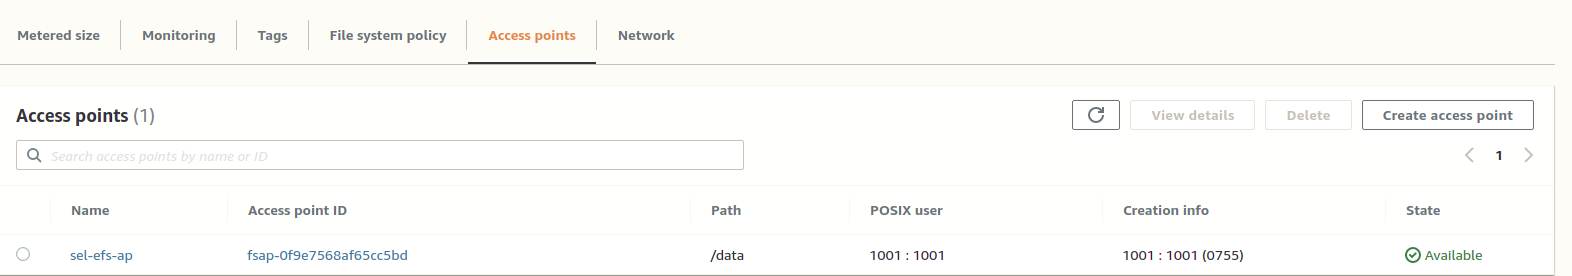 Metered size Monitoring Tags File system policy Access points Network
Access points (1) View details Delete Create access point
Search access points by name or ID 1
Name Access point ID Path POSIX user Creation info State
sel-efs-ap fsap-0f9e7568af65cc5bd /data 1001 : 1001 1001 : 1001 (0755) Available